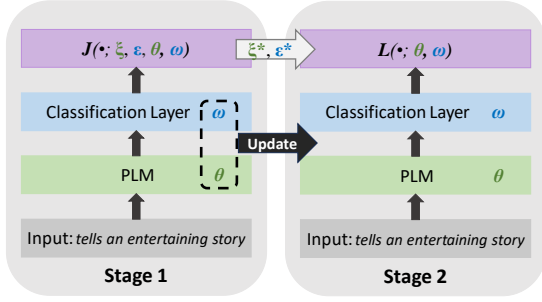 J(•; ξ, ε, θ, ω)
Classification Layer ω
PLM θ
Input: tells an entertaining story
Stage 1
ξ*, ε*
Update
L(•; θ, ω)
Classification Layer ω
PLM θ
Input: tells an entertaining story
Stage 2